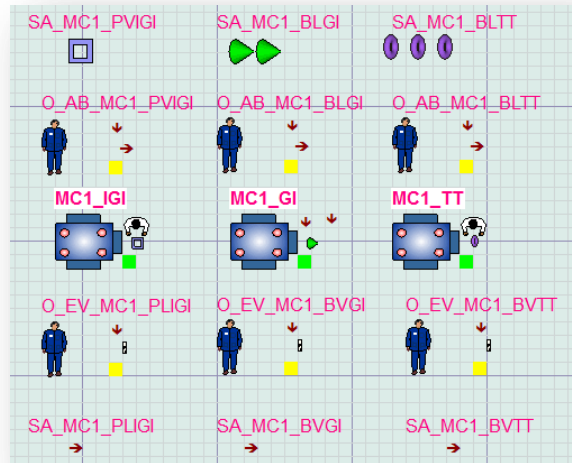 SA_MC1_PVIGI SA_MC1_BLGI SA_MC1_BLTT
O_AB_MC1_PVIGI O_AB_MC1_BLGI O_AB_MC1_BLTT
MC1_IGI MC1_GI MC1_TT
O_EV_MC1_PLIGI O_EV_MC1_BVGI O_EV_MC1_BVTT
SA_MC1_PLIGI SA_MC1_BVGI SA_MC1_BVTT